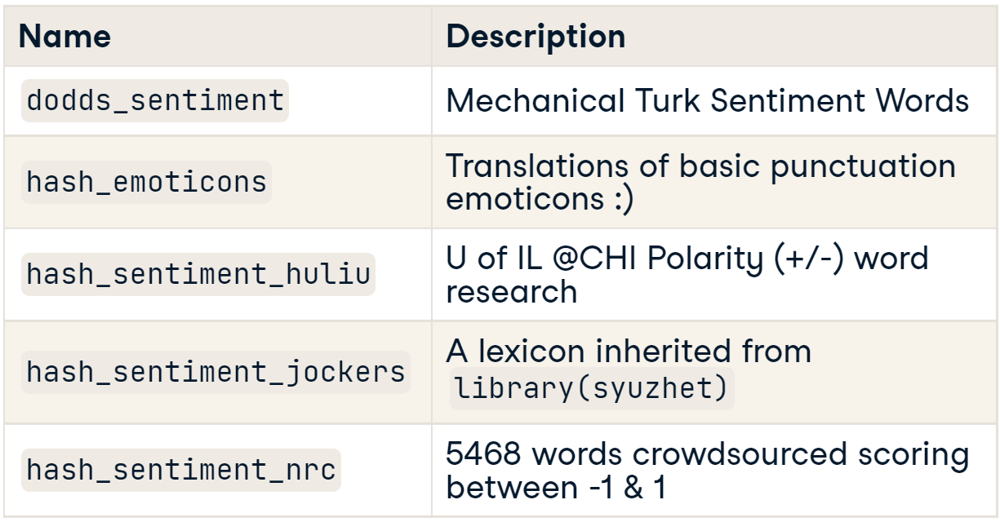 Name Description
dodds_sentiment Mechanical Turk Sentiment Words
hash_emoticons Translations of basic punctuation
emoticons :)
hash_sentiment_huliu U of IL @CHI Polarity (+/-) word
research
hash_sentiment_jockers A lexicon inherited from
library(syuzhet)
hash_sentiment_nrc 5468 words crowdsourced scoring
between -1 & 1